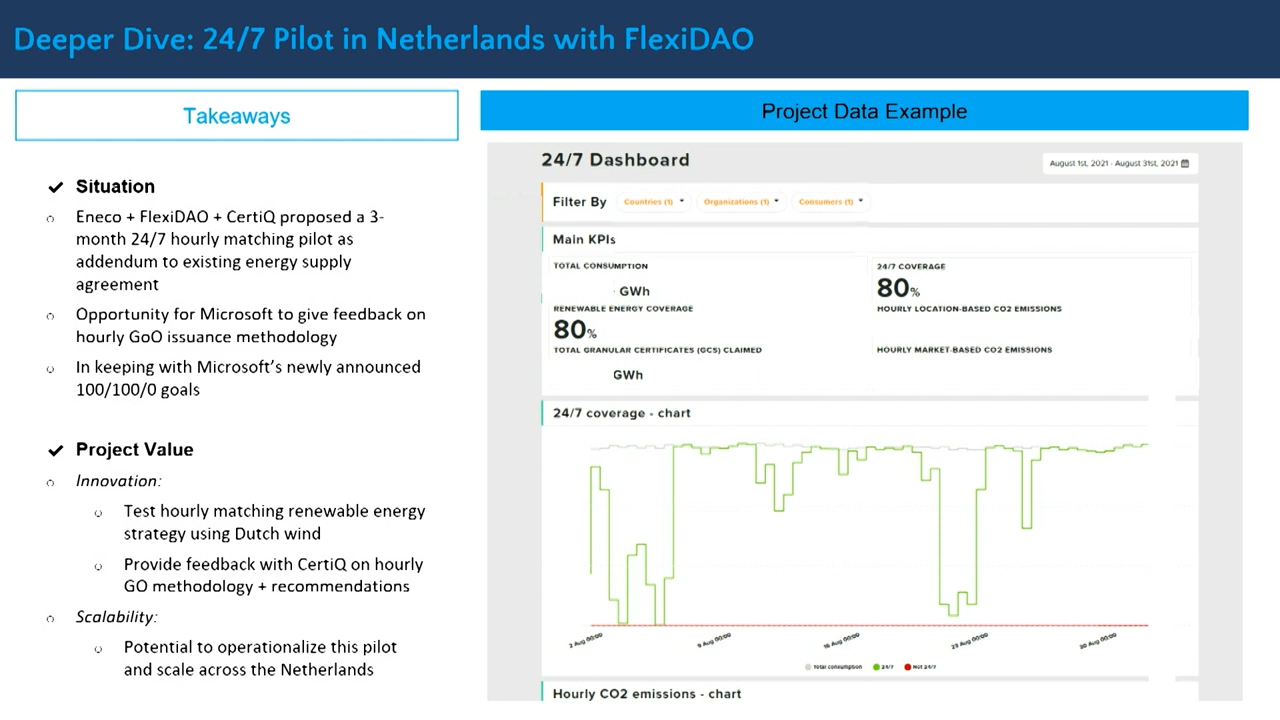 Deeper Dive: 24/7 Pilot in Netherlands with FlexiDAO
Takeaways
Situation
Eneco + FlexiDAO + CertiQ proposed a 3-
month 24/7 hourly matching pilot as
addendum to existing energy supply
agreement
Opportunity for Microsoft to give feedback on
hourly GoO issuance methodology
In keeping with Microsoft's newly announced
100/100/0 goals
Project Value
Innovation:
Test hourly matching renewable energy
strategy using Dutch wind
Provide feedback with CertiQ on hourly
GO methodology + recommendations
Scalability:
Potential to operationalize this pilot
and scale across the Netherlands
Project Data Example
24/7 Dashboard
August 1st, 2021 - August 31st, 2021
Filter By
Countries (1)
Organizations (1)
Consumers (1)
Main KPIs
TOTAL CONSUMPTION
GWh
24/7 COVERAGE
80%
RENEWABLE ENERGY COVERAGE
80%
HOURLY LOCATION-BASED CO2 EMISSIONS
TOTAL GRANULAR CERTIFICATES (GCS) CLAIMED
GWh
HOURLY MARKET-BASED CO2 EMISSIONS
24/7 coverage - chart
2 Aug 00:00
9 Aug 00:00
16 Aug 00:00
23 Aug 00:00
30 Aug 00:00
Total consumption
24/7
Not 24/7
Hourly CO2 emissions - chart